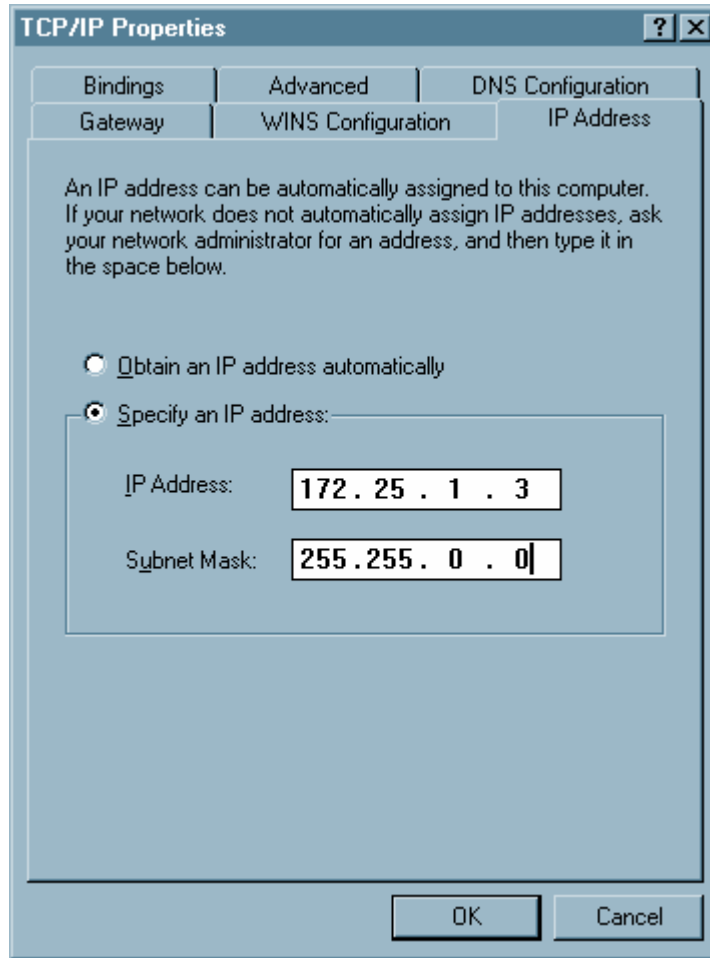 TCP/IP Properties
Bindings Advanced DNS Configuration
Gateway WINS Configuration IP Address
An IP address can be automatically assigned to this computer.
If your network does not automatically assign IP addresses, ask
your network administrator for an address, and then type it in
the space below.
Obtain an IP address automatically
Specify an IP address:
IP Address: 172. 25 . 1 . 3
Subnet Mask: 255.255. 0 . 0
OK Cancel